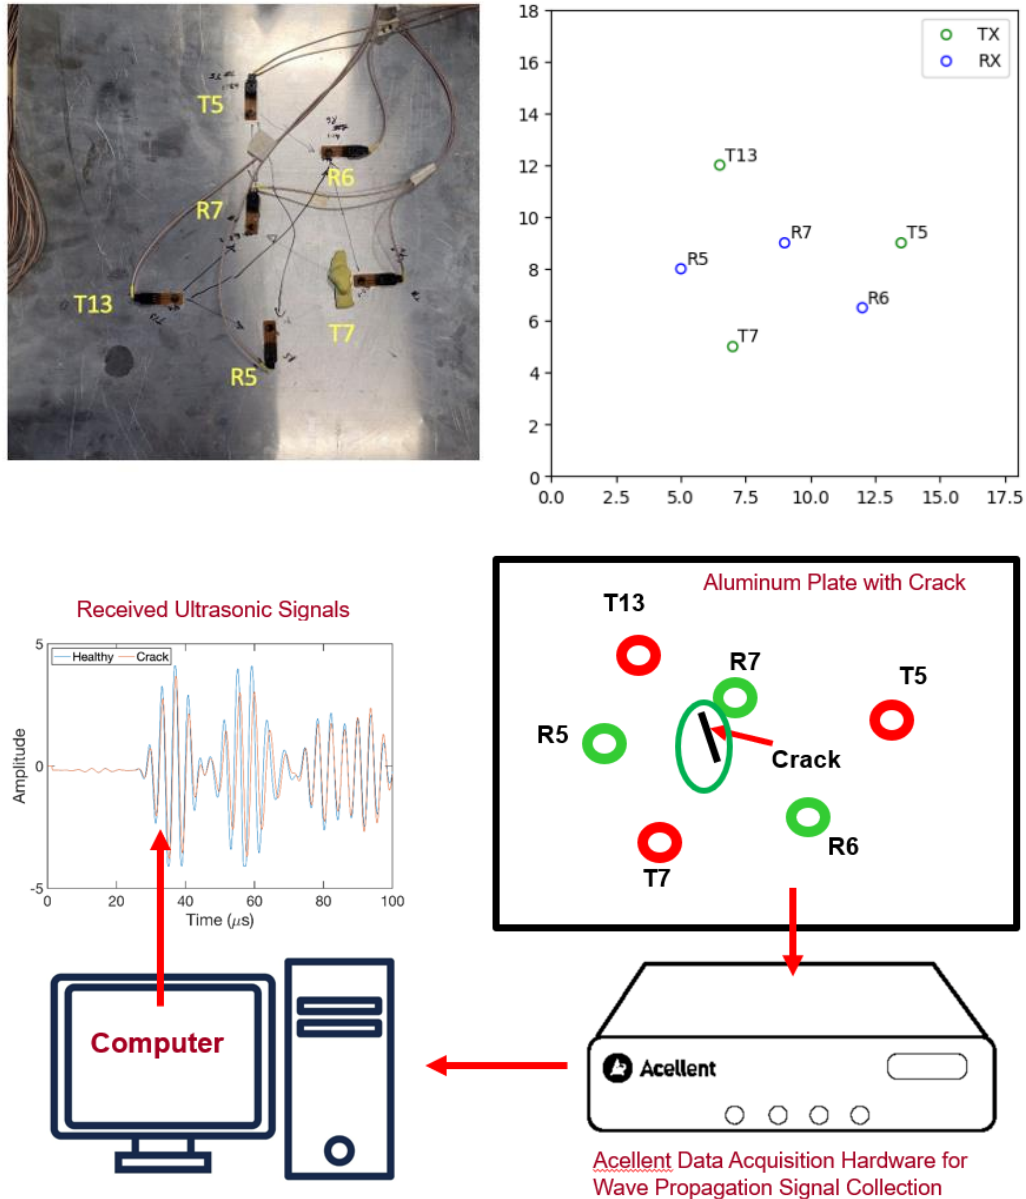 T5
R6
R7
T13
T7
R5
18
16
14
12
10
8
6
4
2
0
0.0 2.5 5.0 7.5 10.0 12.5 15.0 17.5
TX
RX
T13
R7
T5
R5
R6
T7
Received Ultrasonic Signals
Healthy Crack
5
0
-5
Amplitude
0 20 40 60 80 100
Time (μs)
Aluminum Plate with Crack
T13
R7
T5
R5
Crack
R6
T7
Computer
Acellent
Acellent Data Acquisition Hardware for
Wave Propagation Signal Collection